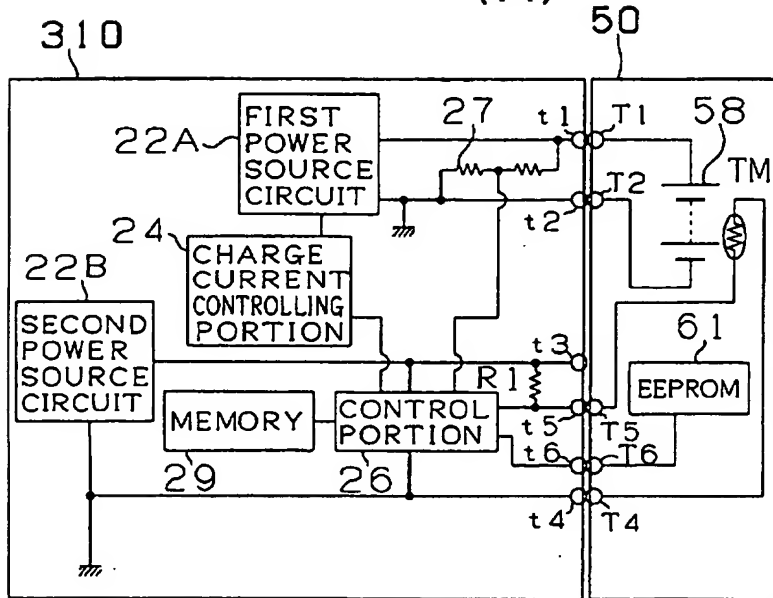 310
50
FIRST
POWER
SOURCE
CIRCUIT
22A
27
t1
T1
58
T2
t2
TM
24
CHARGE
CURRENT
CONTROLLING
PORTION
22B
SECOND
POWER
SOURCE
CIRCUIT
t3
R1
61
EEPROM
MEMORY
CONTROL
PORTION
t5
T5
t6
T6
29
26
t4
T4